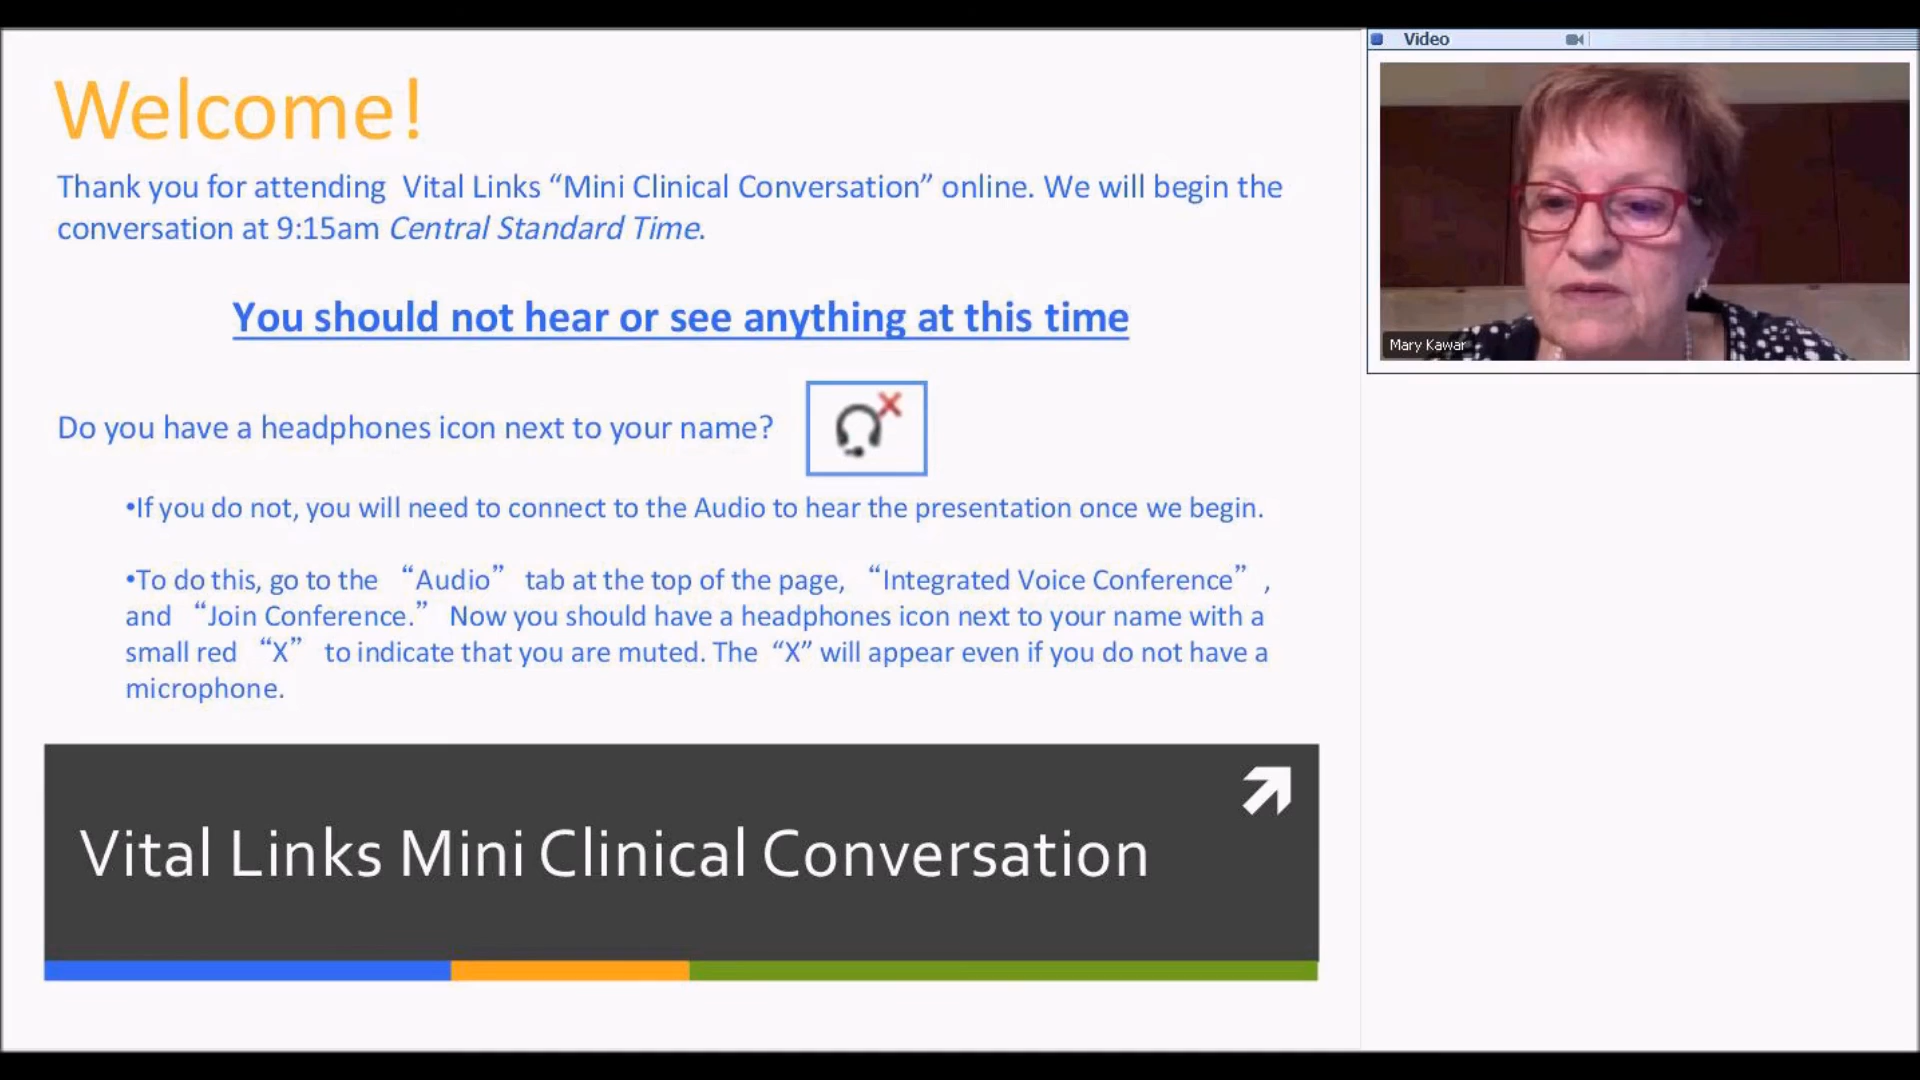 Welcome!
Thank you for attending Vital Links “Mini Clinical Conversation” online. We will begin the
conversation at 9:15am Central Standard Time.
You should not hear or see anything at this time
Do you have a headphones icon next to your name?
•If you do not, you will need to connect to the Audio to hear the presentation once we begin.
•To do this, go to the “Audio” tab at the top of the page, “Integrated Voice Conference”,
and “Join Conference.” Now you should have a headphones icon next to your name with a
small red “X” to indicate that you are muted. The “X” will appear even if you do not have a
microphone.
Vital Links Mini Clinical Conversation
Video
Mary Kawar